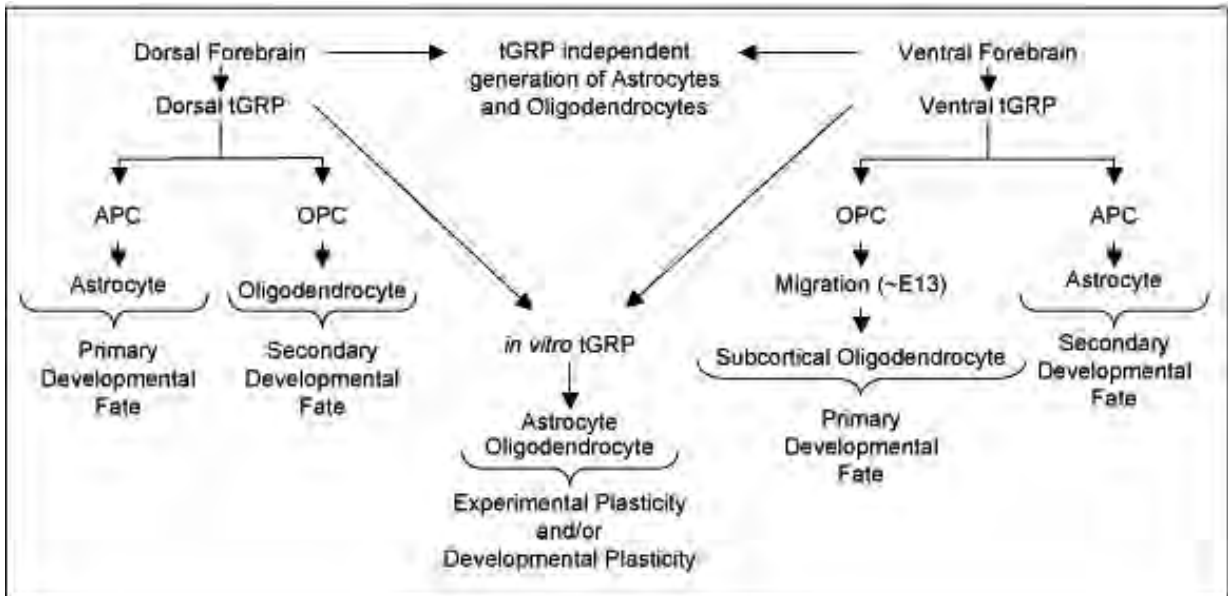 Dorsal Forebrain
tGRP independent
generation of Astrocytes
and Oligodendrocytes
Ventral Forebrain
Dorsal tGRP
Ventral tGRP
APC
OPC
OPC
APC
Astrocyte
Oligodendrocyte
Migration (~E13)
Astrocyte
Primary
Developmental
Fate
Secondary
Developmental
Fate
in vitro tGRP
Astrocyte
Oligodendrocyte
Experimental Plasticity
and/or
Developmental Plasticity
Subcortical Oligodendrocyte
Primary
Developmental
Fate
Secondary
Developmental
Fate